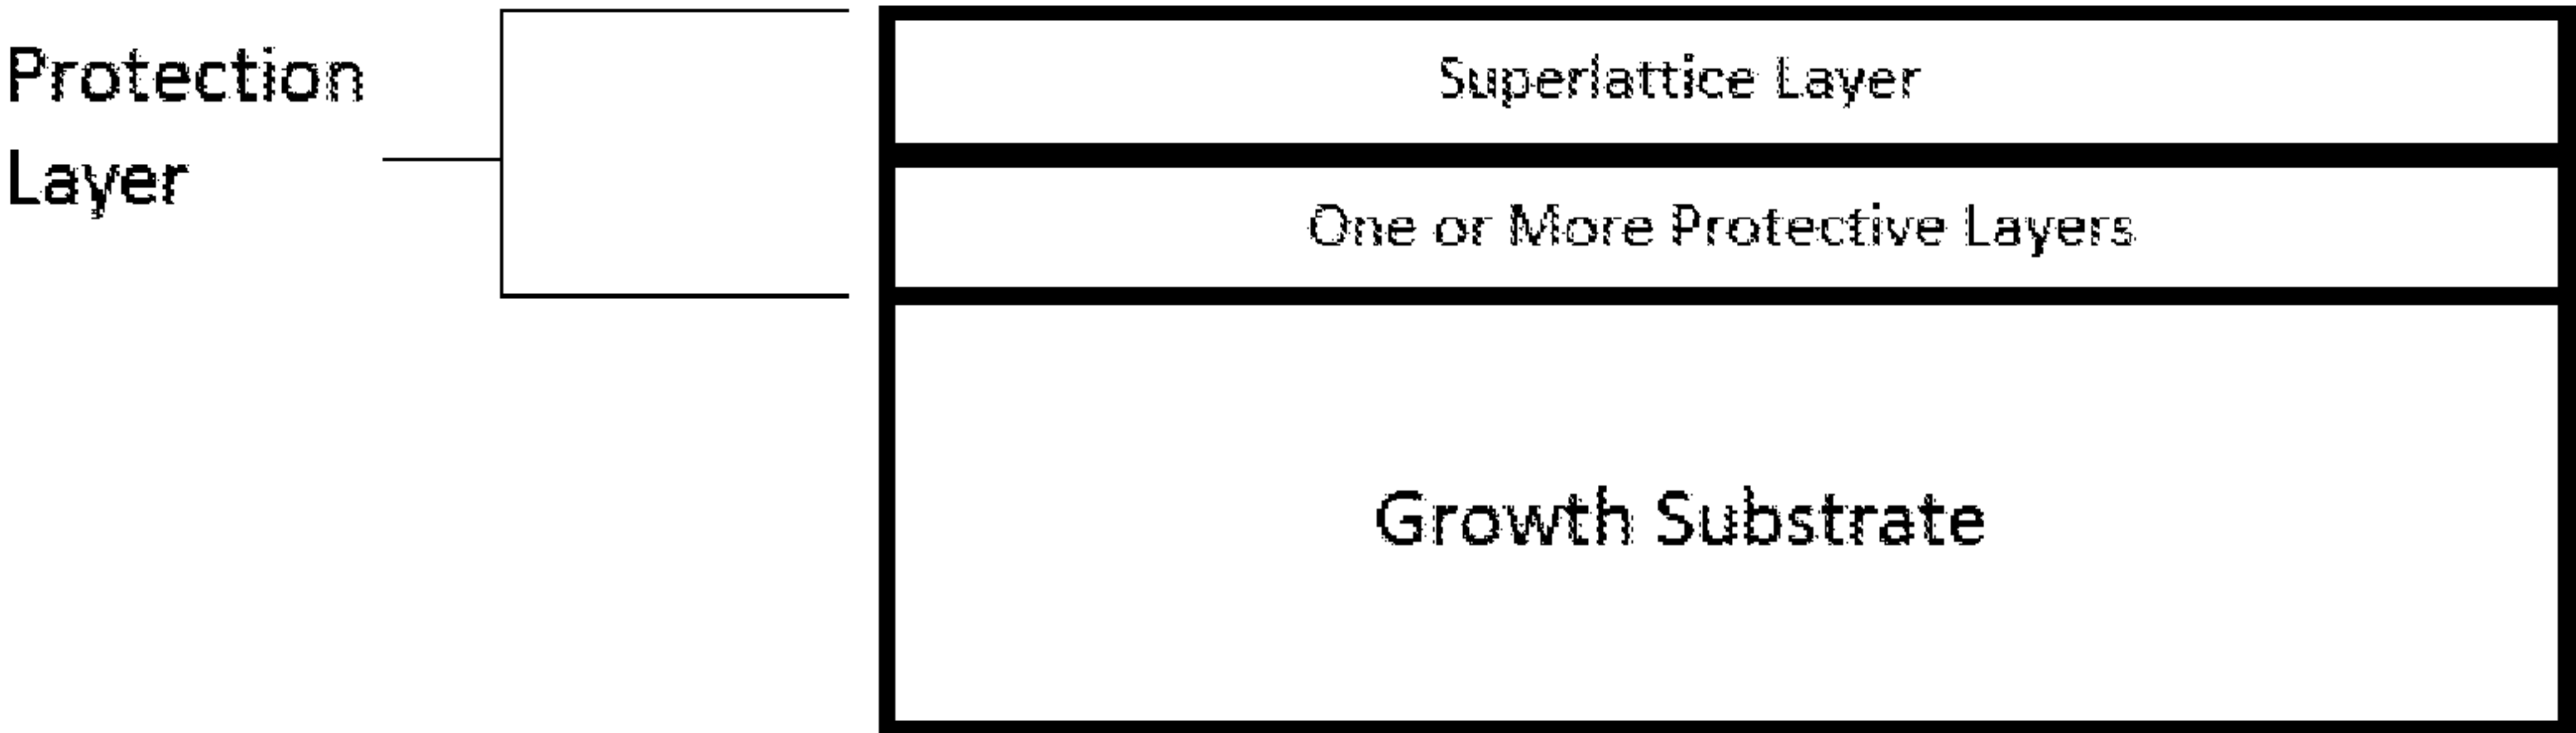 Protection
Layer
Superlattice Layer
One or More Protective Layers
Growth Substrate